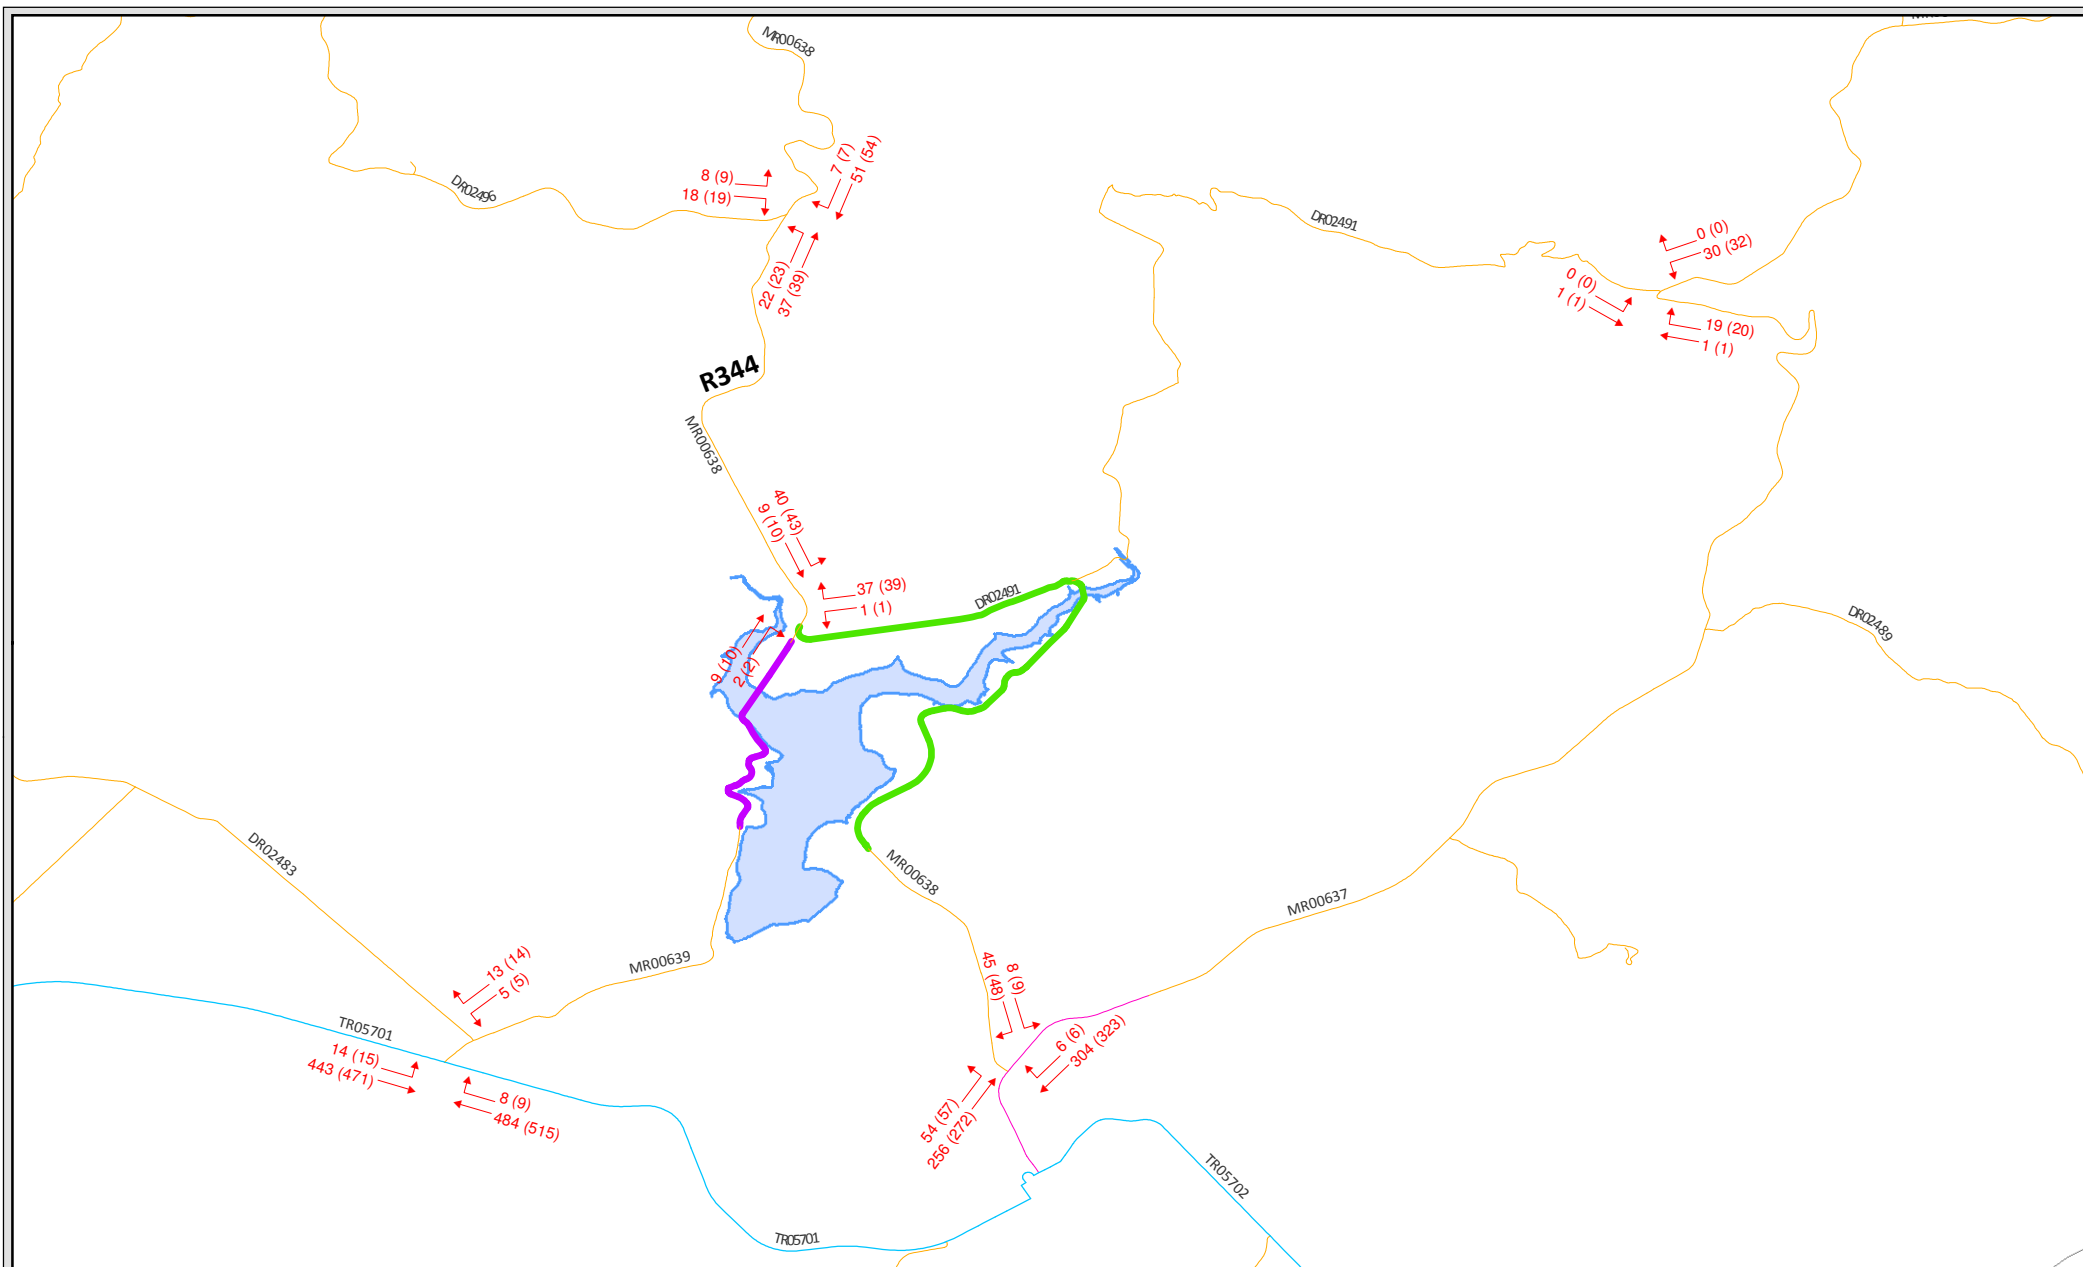 MR00638
7 (7)
51 (54)
8 (9)
18 (19)
DR02496
DR02491
0 (0)
30 (32)
0 (0)
1 (1)
22 (23)
37 (39)
19 (20)
1 (1)
R344
MR00638
40 (43)
9 (10)
37 (39)
1 (1)
DR02491
DR02489
9 (10)
2 (2)
DR02483
MR00638
MR00637
13 (14)
5 (5)
MR00639
45 (48)
8 (9)
TR05701
6 (6)
304 (323)
14 (15)
443 (471)
8 (9)
484 (515)
54 (57)
256 (272)
TR05702
TR05701